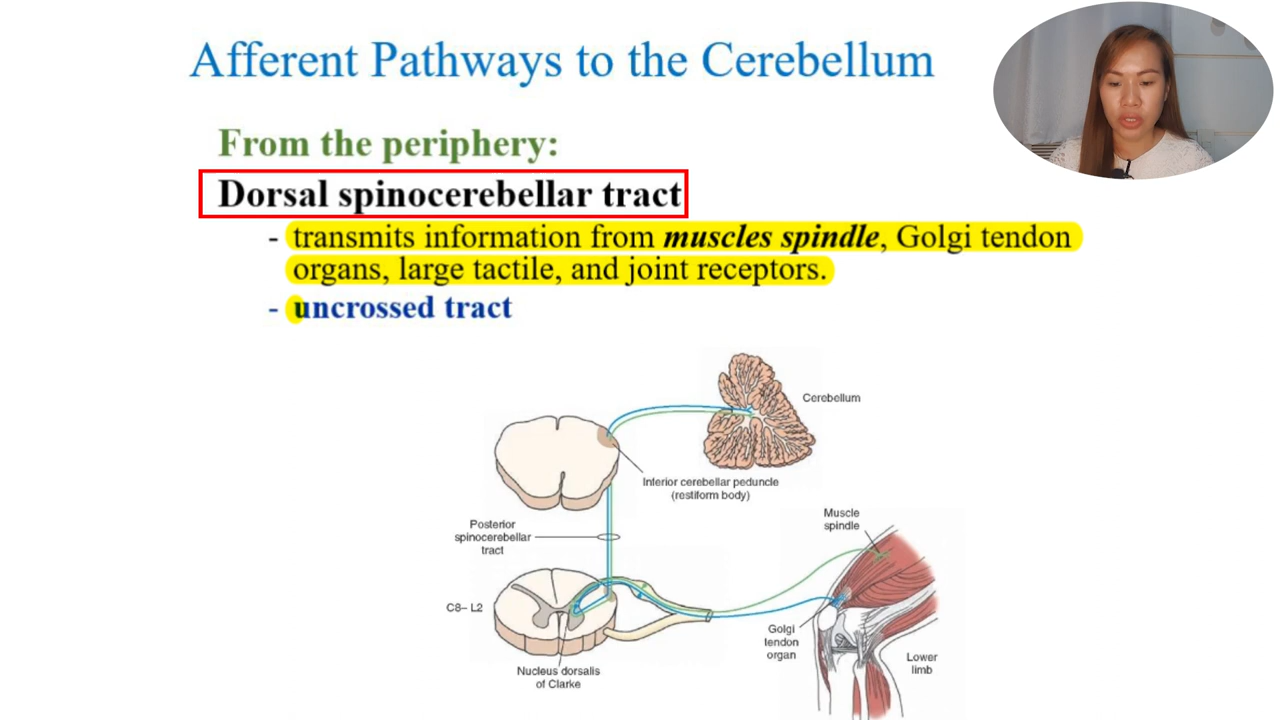 Afferent Pathways to the Cerebellum
From the periphery:
Dorsal spinocerebellar tract
- transmits information from muscles spindle, Golgi tendon
organs, large tactile, and joint receptors.
- uncrossed tract
Cerebellum
Interior cerebellar peduncle
(restiform body)
Muscle
spindle
Posterior
spinocerebellar
tract
C8– L2
Golgi
tendon
organ
Lower
limb
Nucleus dorsalis
of Clarke